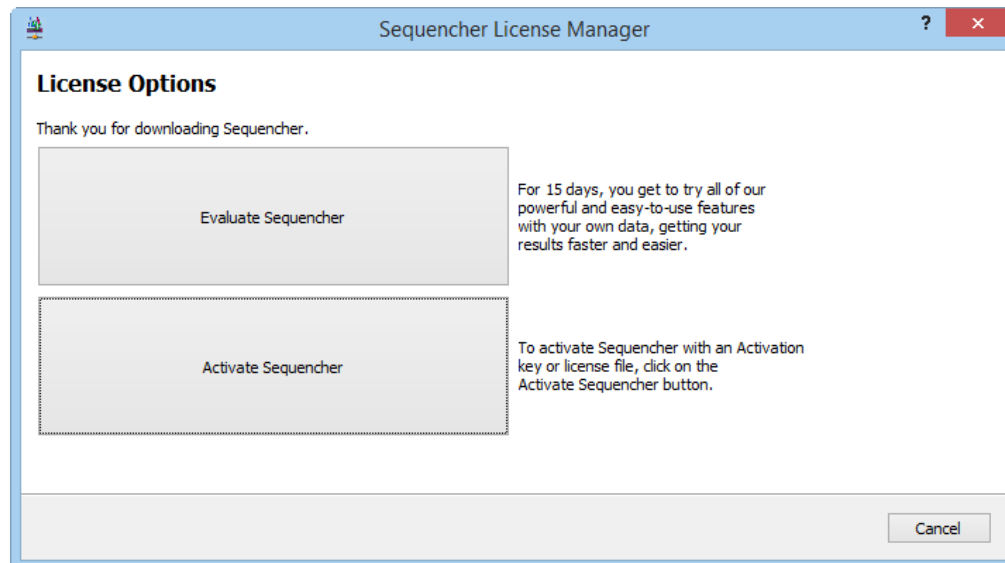 Sequencher License Manager
?
×
License Options
Thank you for downloading Sequencher.
Evaluate Sequencher
For 15 days, you get to try all of our
powerful and easy-to-use features
with your own data, getting your
results faster and easier.
Activate Sequencher
To activate Sequencher with an Activation
key or license file, click on the
Activate Sequencher button.
Cancel